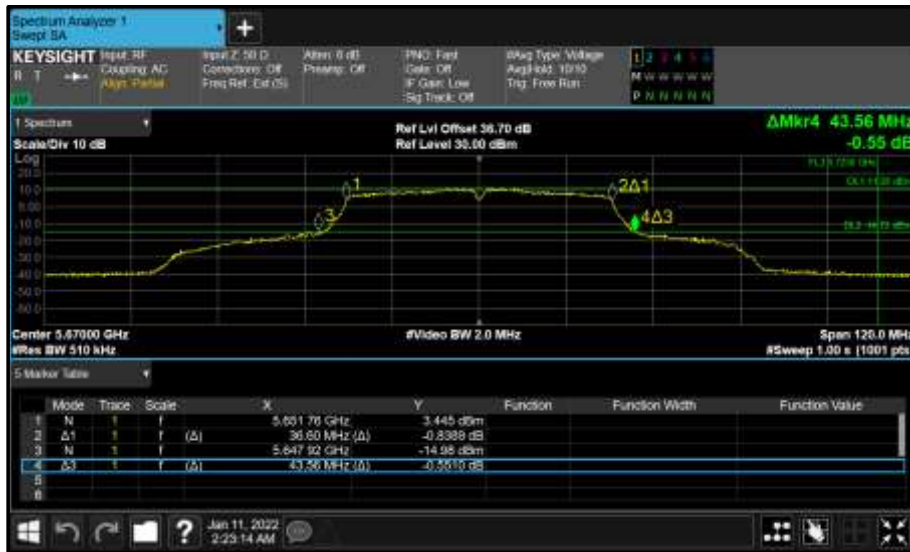 Spectrum Analyzer 1
Swept SA
KEYSIGHT
R T
Input: RF
Coupling: AC
Align: Partial
Input Z: 50 Ω
Corrections: Off
Freq Ref: Ext (S)
Atten: 6 dB
Preamp: Off
PNO: Fast
Gate: Off
IF Gain: Low
Sig Track: Off
#Avg Type: Voltage
Avg|Hold: 10/10
Trig: Free Run
1 2 3 4 5 6
M W W W W W
P N N N N N
1 Spectrum
Scale/Div 10 dB
Ref Lvl Offset 36.70 dB
Ref Level 30.00 dBm
ΔMkr4 43.56 MHz
-0.55 dB
Log
20.0
10.0
0.00
-10.0
-20.0
-30.0
-40.0
-50.0
1
2Δ1
3
4Δ3
Center 5.67000 GHz
#Res BW 510 kHz
#Video BW 2.0 MHz
Span 120.0 MHz
#Sweep 1.00 s (1001 pts
5 Marker Table
Mode Trace Scale X Y Function Function Width Function Value
1 N 1 f 5.651 76 GHz 3.445 dBm
2 Δ1 1 f (Δ) 36.60 MHz (Δ) -0.8389 dB
3 N 1 f 5.647 92 GHz -14.98 dBm
4 Δ3 1 f (Δ) 43.56 MHz (Δ) -0.5510 dB
5
6
?
Jan 11, 2022
2:23:14 AM